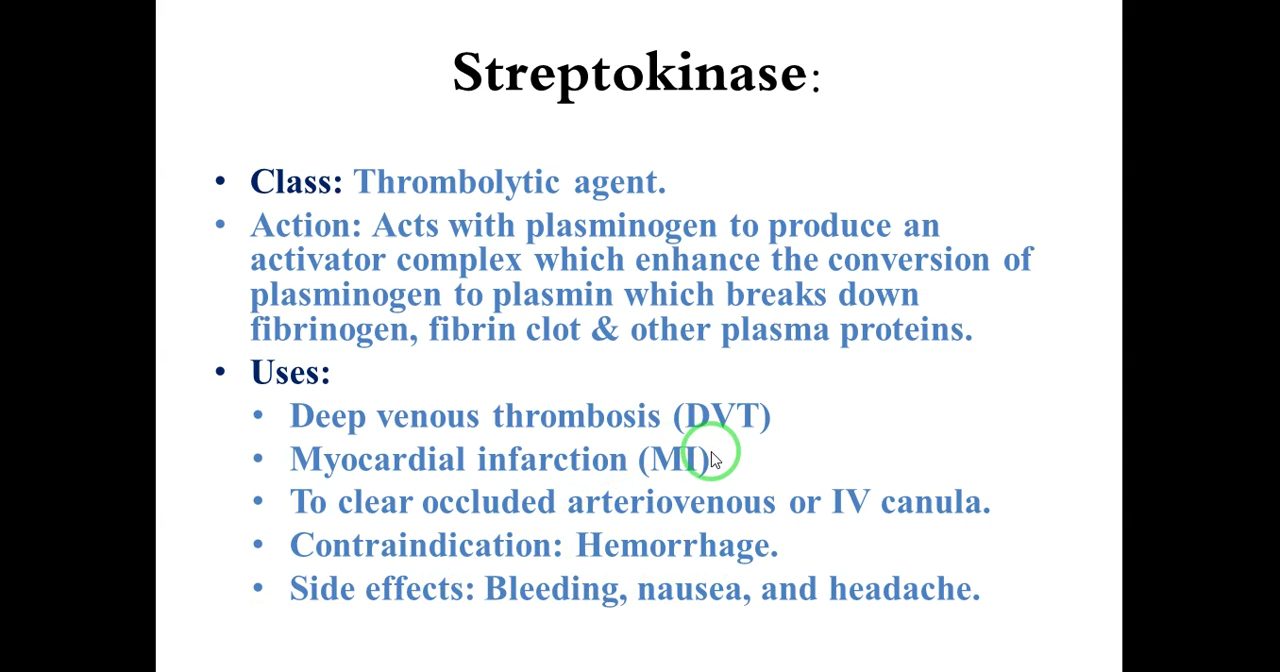 Streptokinase:
• Class: Thrombolytic agent.
• Action: Acts with plasminogen to produce an
activator complex which enhance the conversion of
plasminogen to plasmin which breaks down
fibrinogen, fibrin clot & other plasma proteins.
• Uses:
• Deep venous thrombosis (DVT)
• Myocardial infarction (MI)
• To clear occluded arteriovenous or IV canula.
• Contraindication: Hemorrhage.
• Side effects: Bleeding, nausea, and headache.